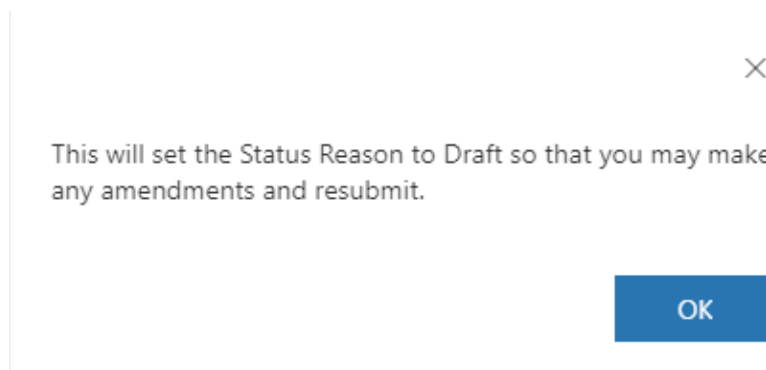 This will set the Status Reason to Draft so that you may make
any amendments and resubmit.
OK